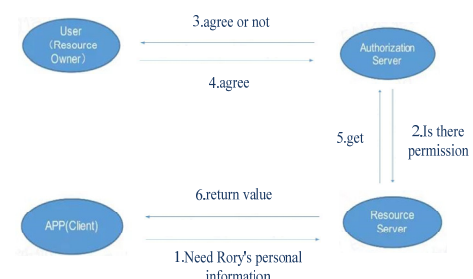 3.agree or not
User
(Resource
Owner)
Authorization
Server
4.agree
5.get
2,Is there
permission
6.return value
APP(Client)
Resource
Server
1.Need Rory's personal
information